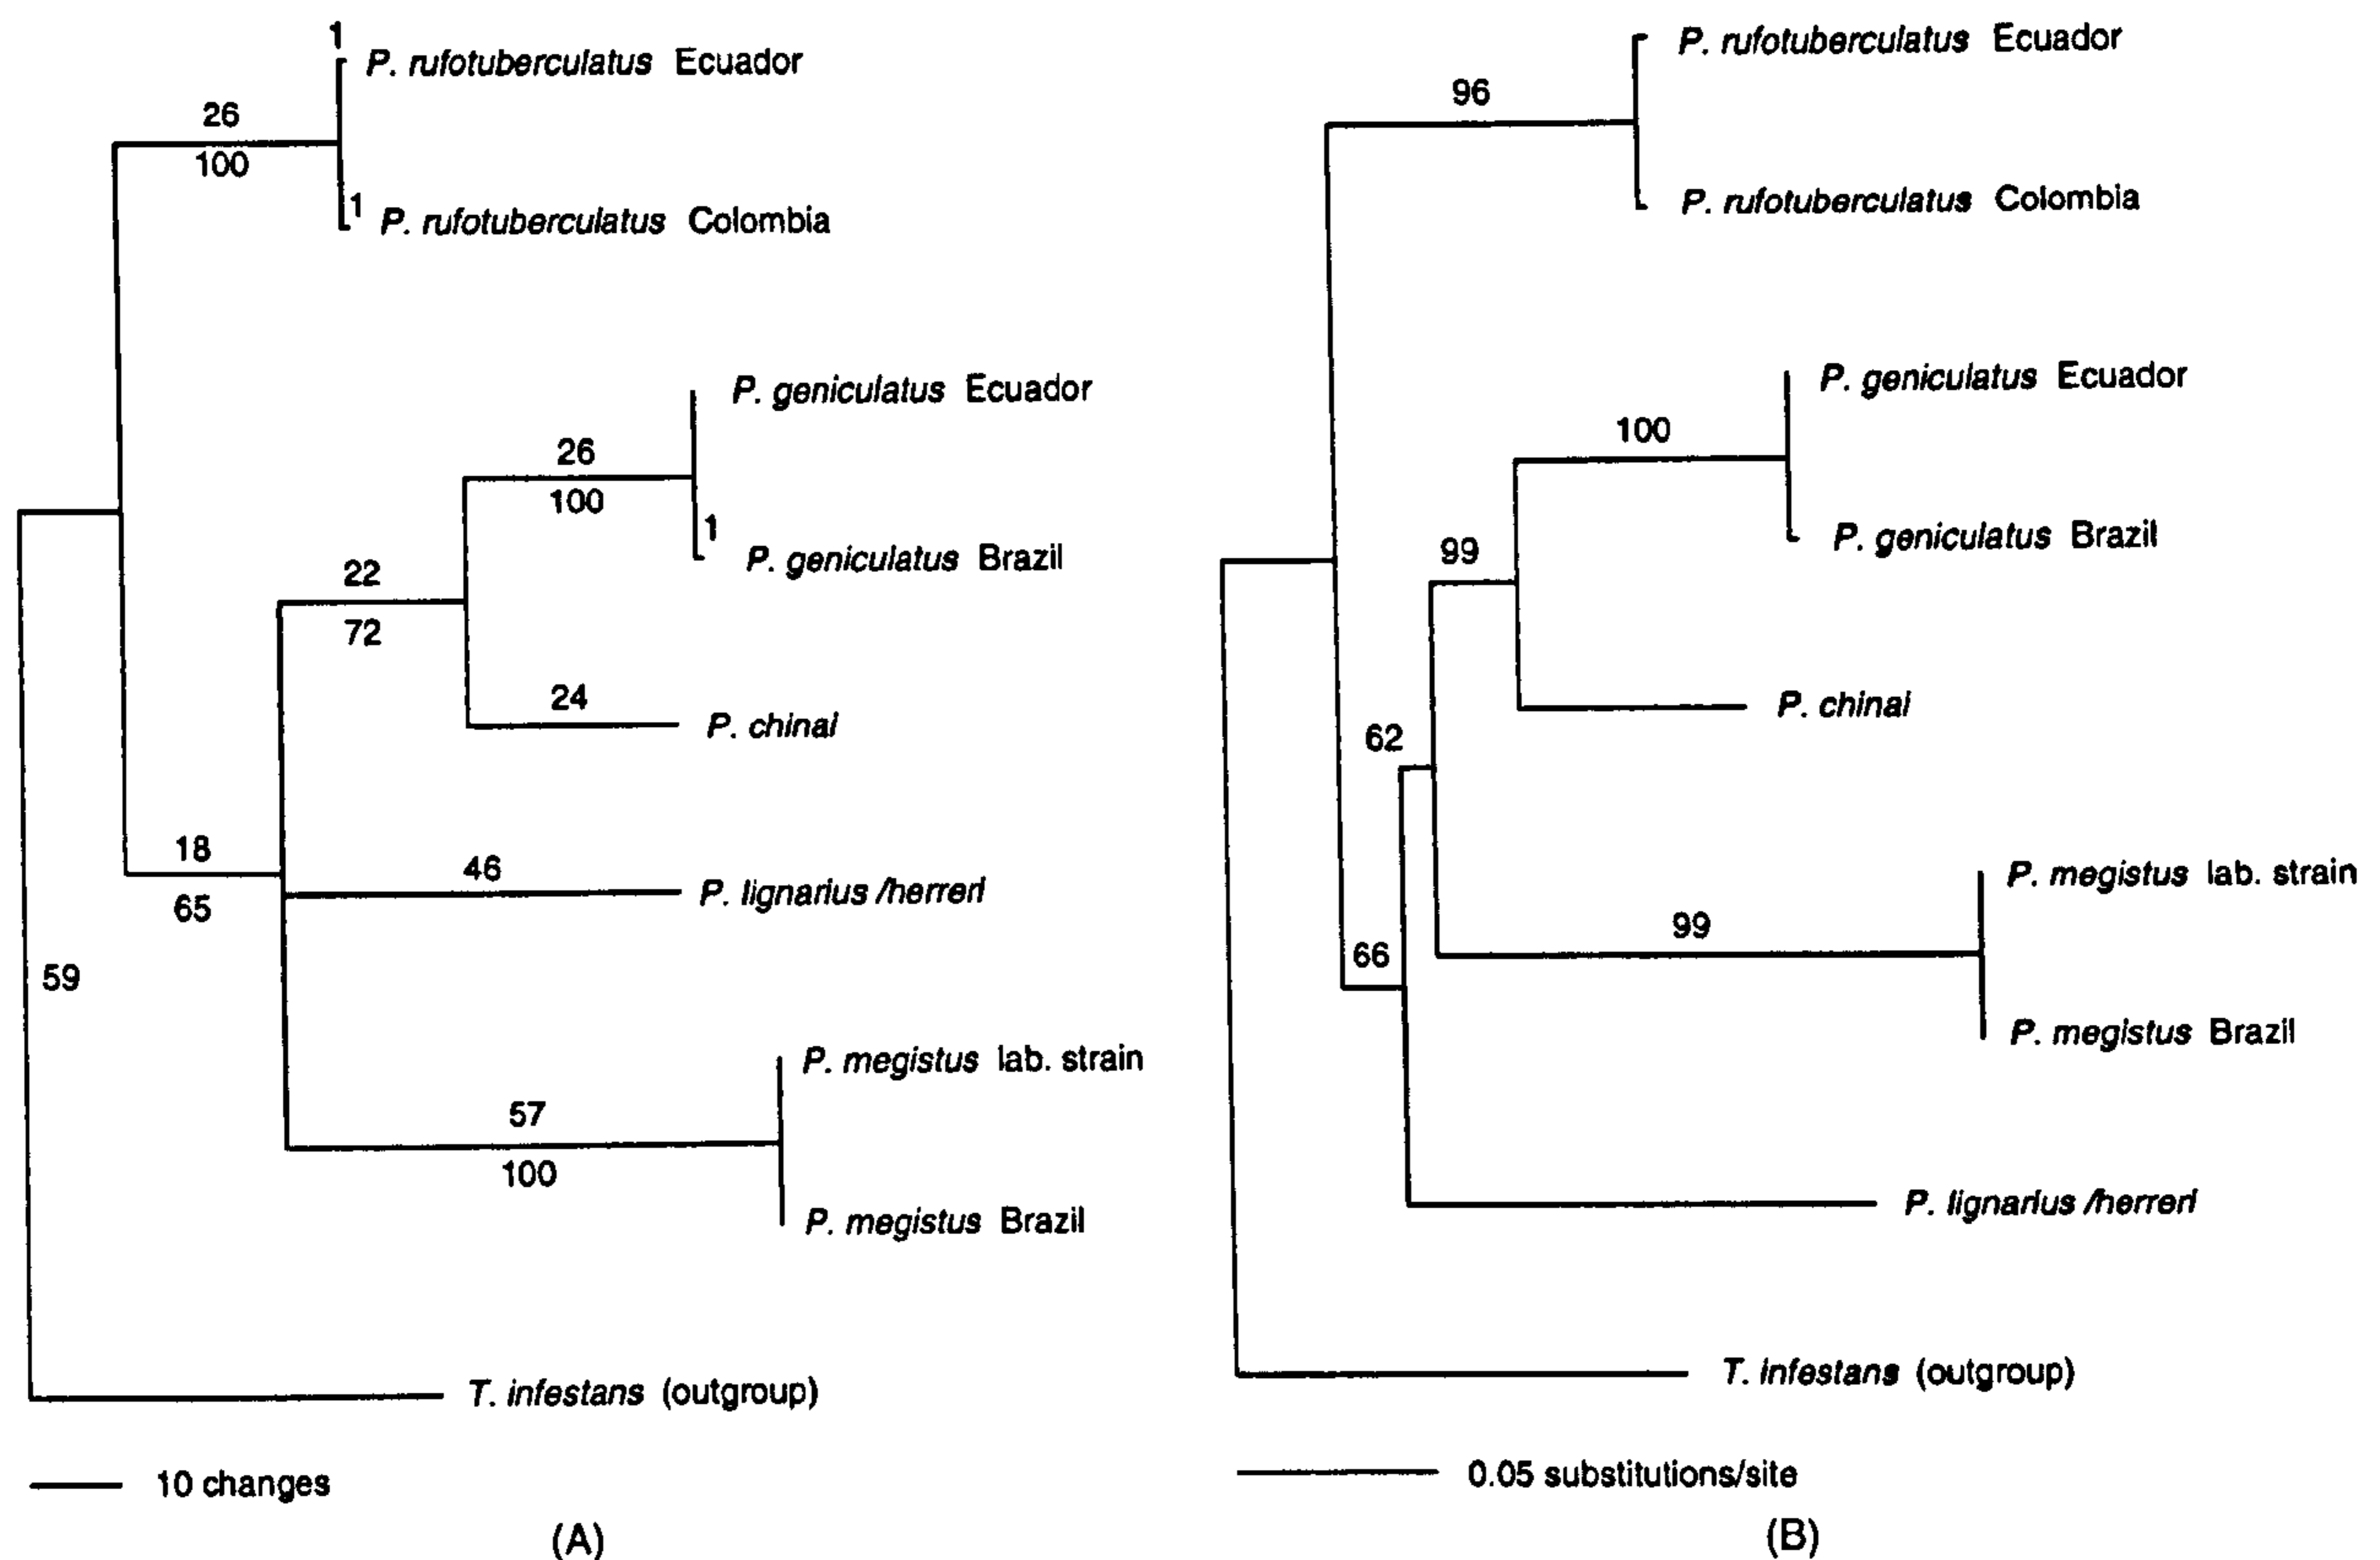 1
P. rufotuberculatus Ecuador
26
100
1
P. rufotuberculatus Colombia
P. geniculatus Ecuador
26
100
1
P. geniculatus Brazil
22
72
24
P. chinai
18
65
46
P. lignarius /herreri
59
P. megistus lab. strain
57
100
P. megistus Brazil
T. infestans (outgroup)
10 changes
(A)
P. rufotuberculatus Ecuador
96
P. rufotuberculatus Colombia
P. geniculatus Ecuador
100
P. geniculatus Brazil
99
P. chinai
62
P. megistus lab. strain
99
66
P. megistus Brazil
P. lignarius /herreri
T. infestans (outgroup)
0.05 substitutions/site
(B)